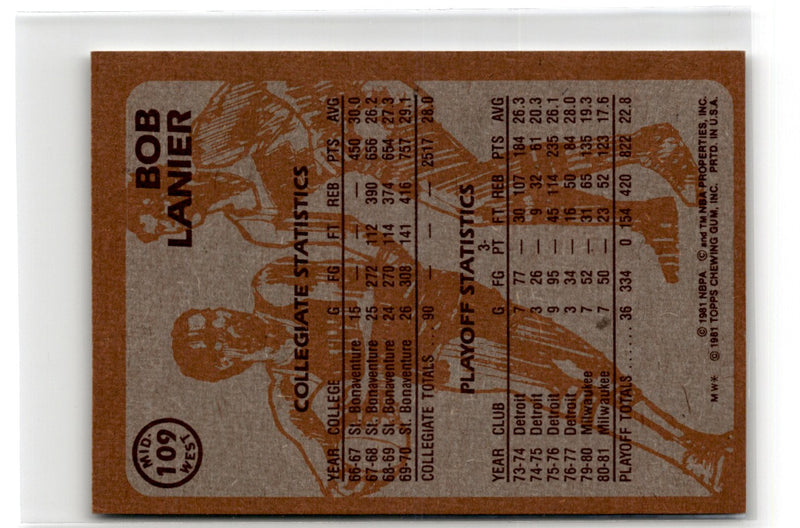 MID-
109
WEST
BOB
LANIER
COLLEGIATE STATISTICS
YEAR COLLEGE G FG FT REB PTS AVG
66-67 St. Bonaventure 15 — — — 450 30.0
67-68 St. Bonaventure 25 272 112 390 656 26.2
68-69 St. Bonaventure 24 270 114 374 654 27.3
69-70 St. Bonaventure 26 308 141 416 757 29.1
COLLEGIATE TOTALS.... 90 2517 28.0
PLAYOFF STATISTICS
3-
YEAR CLUB G FG PT FT REB PTS AVG
73-74 Detroit 7 77 — 30 107 184 26.3
74-75 Detroit 3 26 — 9 32 61 20.3
75-76 Detroit 9 95 — 45 114 235 26.1
76-77 Detroit 3 34 — 16 50 84 28.0
79-80 Milwaukee 7 52 — 31 65 135 19.3
80-81 Milwaukee 7 50 — 23 52 123 17.6
PLAYOFF TOTALS....... 36 334 0 154 420 822 22.8
© 1981 NBPA © and TM NBA PROPERTIES, INC.
MW* © 1981 TOPPS CHEWING GUM, INC. PRTD. IN U.S.A.